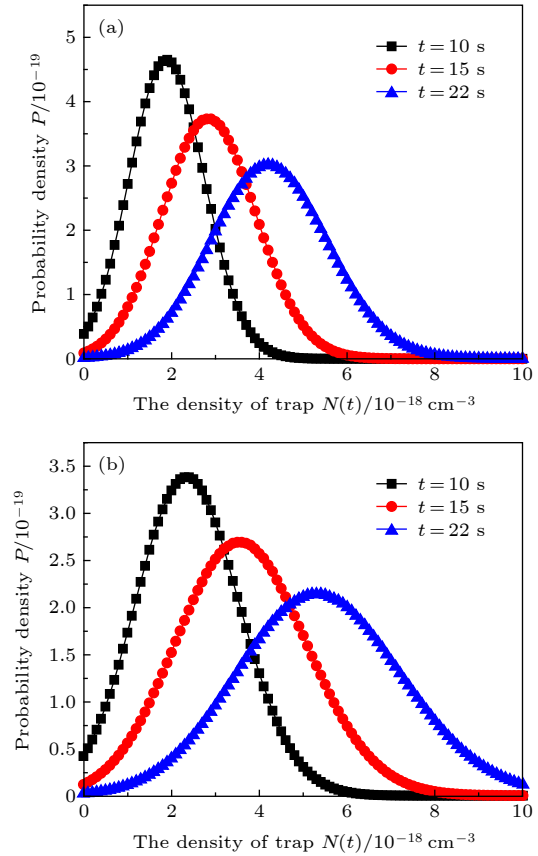 (a)
t = 10 s
t = 15 s
t = 22 s
Probability density P/10⁻¹⁹
5
4
3
2
1
0
0 2 4 6 8 10
The density of trap N(t)/10⁻¹⁸ cm⁻³
(b)
t = 10 s
t = 15 s
t = 22 s
Probability density P/10⁻¹⁹
3.5
3.0
2.5
2.0
1.5
1.0
0.5
0
0 2 4 6 8 10
The density of trap N(t)/10⁻¹⁸ cm⁻³